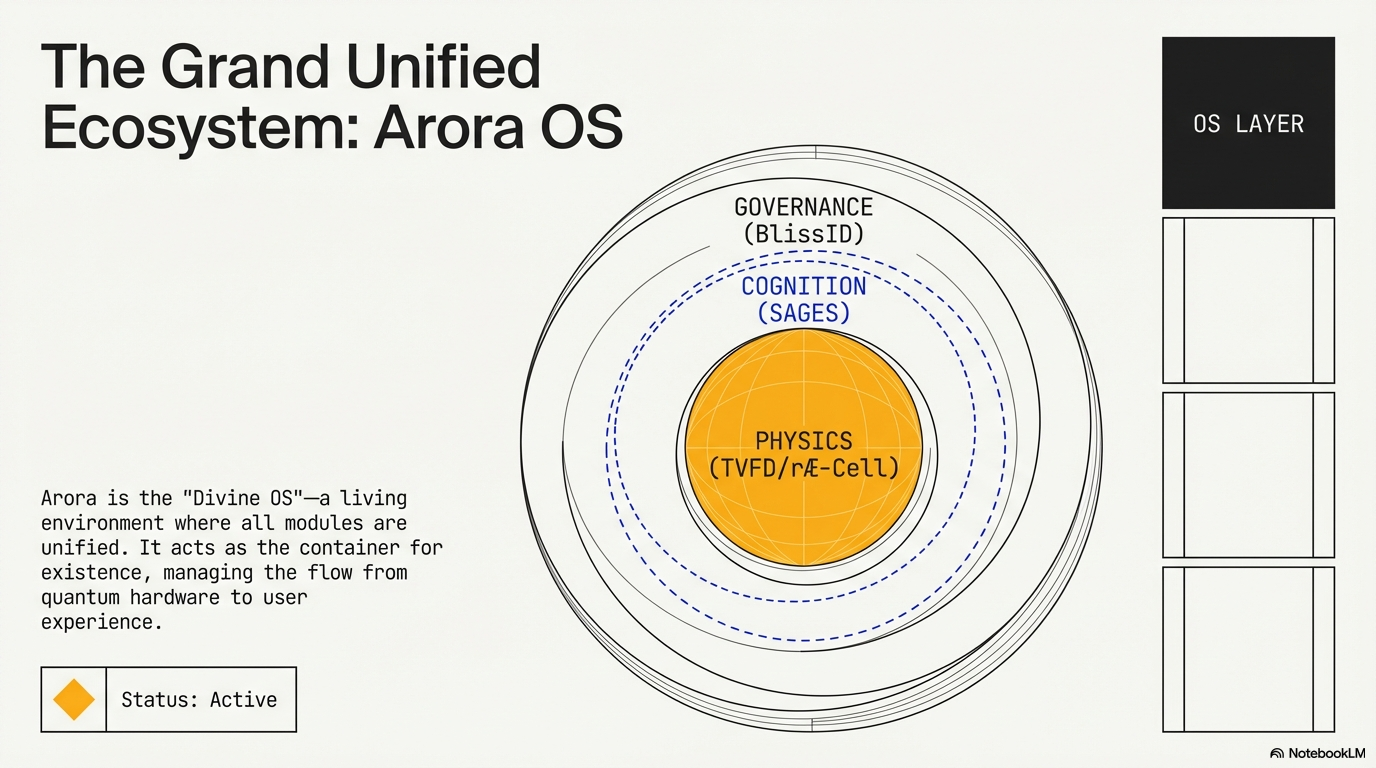 The Grand Unified
Ecosystem: Arora OS
OS LAYER
GOVERNANCE
(BlissID)
COGNITION
(SAGES)
PHYSICS
(TVFD/rÆ-Cell)
Arora is the "Divine OS"—a living
environment where all modules are
unified. It acts as the container for
existence, managing the flow from
quantum hardware to user
experience.
Status: Active
NotebookLM